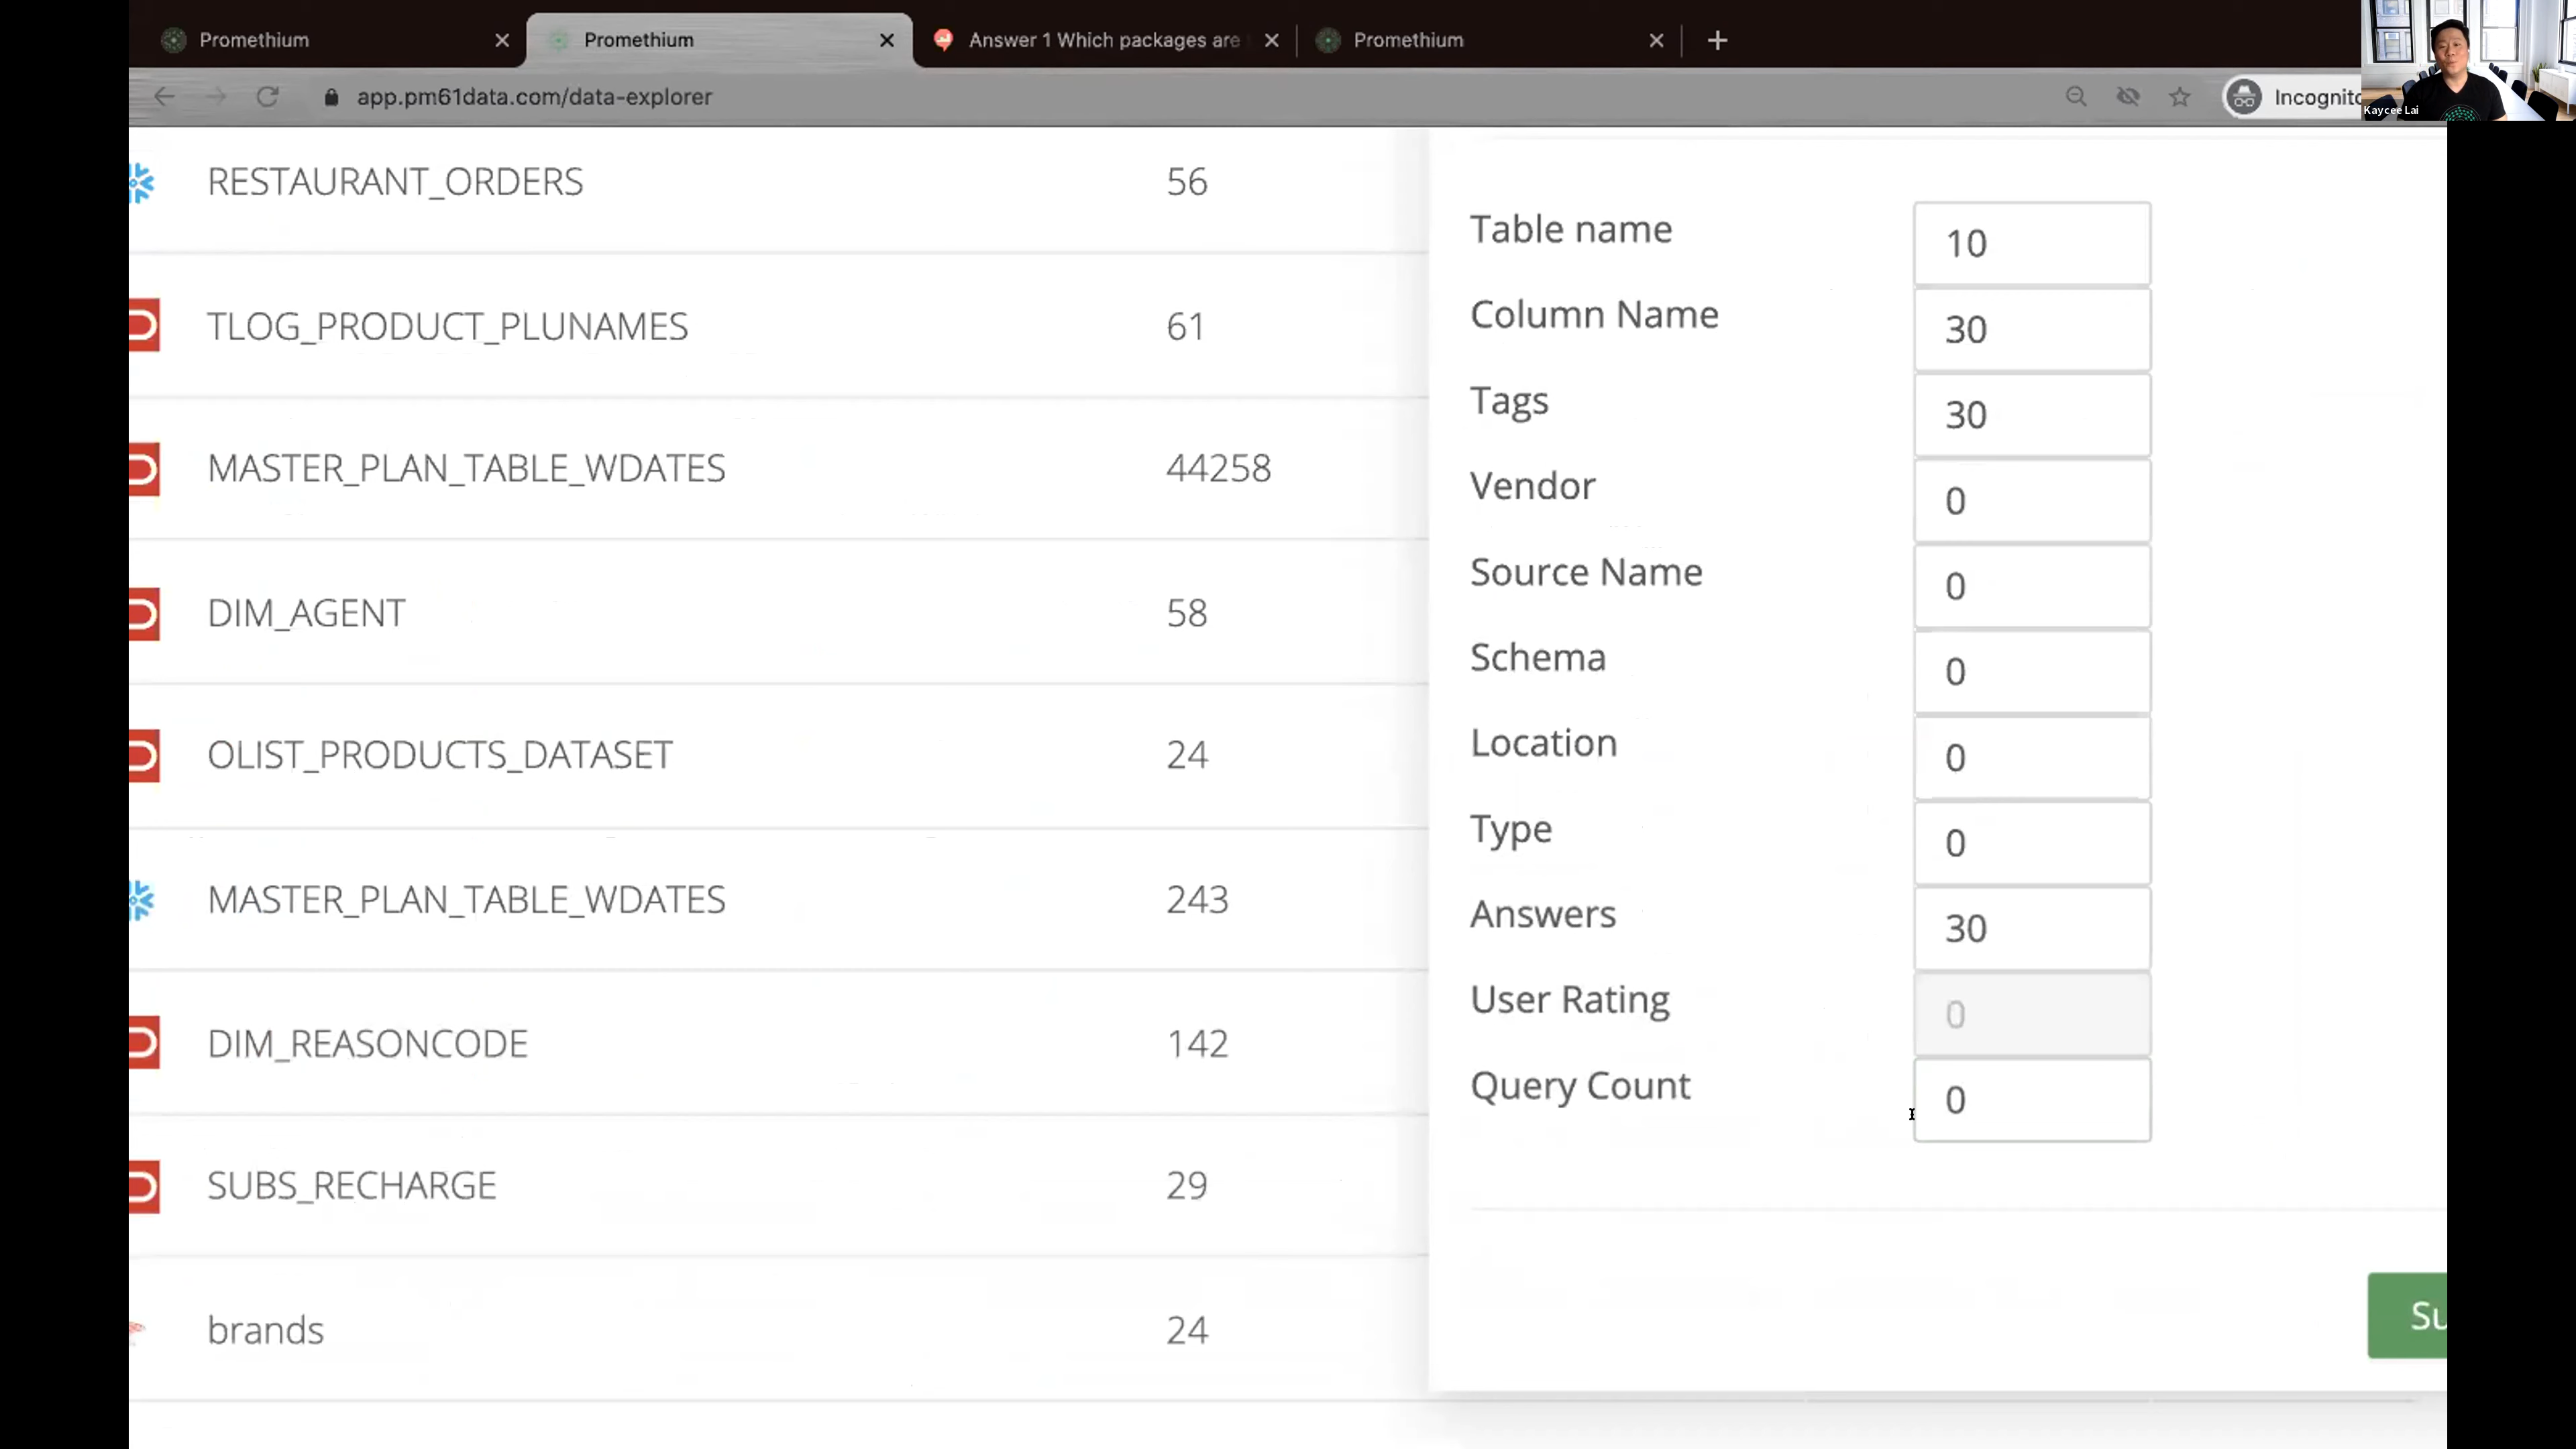 Promethium
Promethium
Answer 1 Which packages are
Promethium
app.pm61data.com/data-explorer
Incognito
Kaycee Lai
RESTAURANT_ORDERS 56
TLOG_PRODUCT_PLUNAMES 61
MASTER_PLAN_TABLE_WDATES 44258
DIM_AGENT 58
OLIST_PRODUCTS_DATASET 24
MASTER_PLAN_TABLE_WDATES 243
DIM_REASONCODE 142
SUBS_RECHARGE 29
brands 24
Table name 10
Column Name 30
Tags 30
Vendor 0
Source Name 0
Schema 0
Location 0
Type 0
Answers 30
User Rating 0
Query Count 0
Su